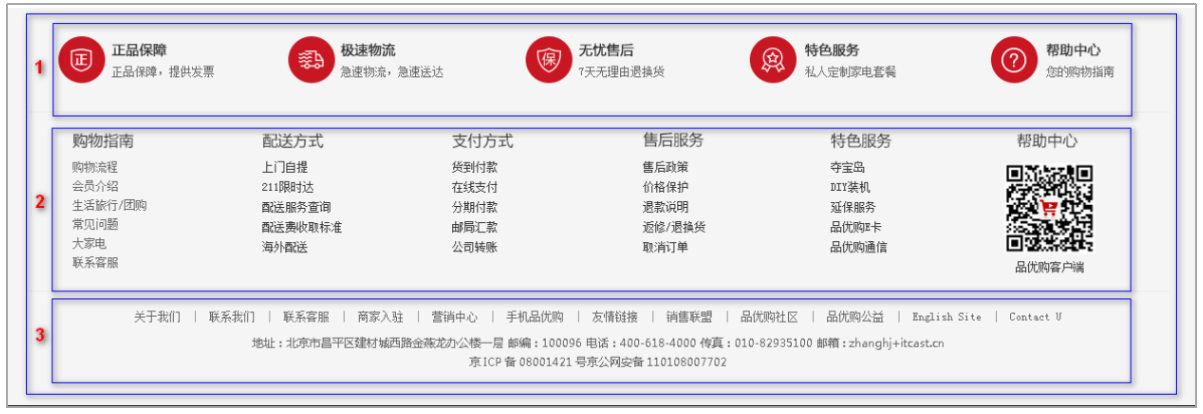 1
正 正品保障
正品保障，提供发票
极速物流
急速物流，急速送达
保 无忧售后
7天无理由退换货
特色服务
私人定制家电套餐
? 帮助中心
您的购物指南
2
购物指南
购物流程
会员介绍
生活旅行/团购
常见问题
大家电
联系客服
配送方式
上门自提
211限时达
配送服务查询
配送费收取标准
海外配送
支付方式
货到付款
在线支付
分期付款
邮局汇款
公司转账
售后服务
售后政策
价格保护
退款说明
返修/退换货
取消订单
特色服务
夺宝岛
DIY装机
延保服务
品优购E卡
品优购通信
帮助中心
品优购客户端
3
关于我们 | 联系我们 | 联系客服 | 商家入驻 | 营销中心 | 手机品优购 | 友情链接 | 销售联盟 | 品优购社区 | 品优购公益 | English Site | Contact U
地址：北京市昌平区建材城西路金燕龙办公楼一层 邮编：100096 电话：400-618-4000 传真：010-82935100 邮箱：zhanghj+itcast.cn
京ICP备08001421号京公网安备110108007702